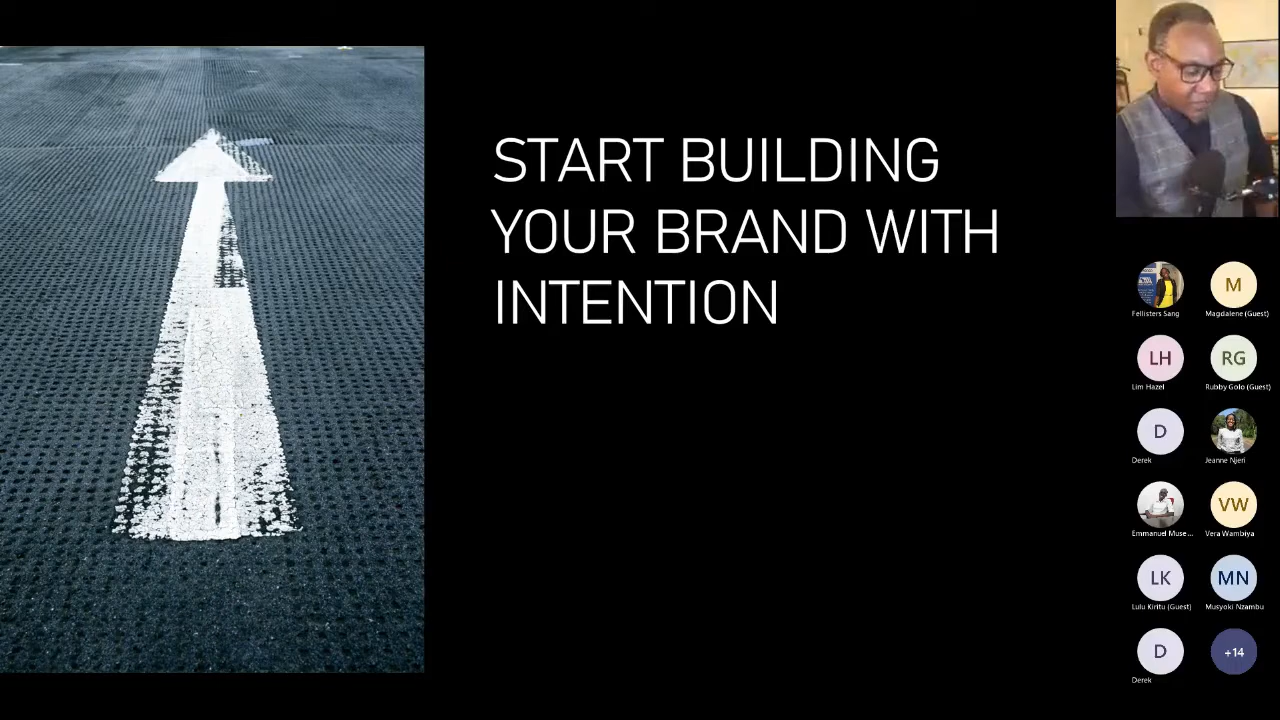 START BUILDING
YOUR BRAND WITH
INTENTION
Fellisters Sang
M
Magdalene (Guest)
LH
Lim Hazel
RG
Rubby Golo (Guest)
D
Derek
Jeanne Njeri
Emmanuel Muse...
VW
Vera Wambiya
LK
Lulu Kiritu (Guest)
MN
Musyoki Nzambu
D
Derek
+14